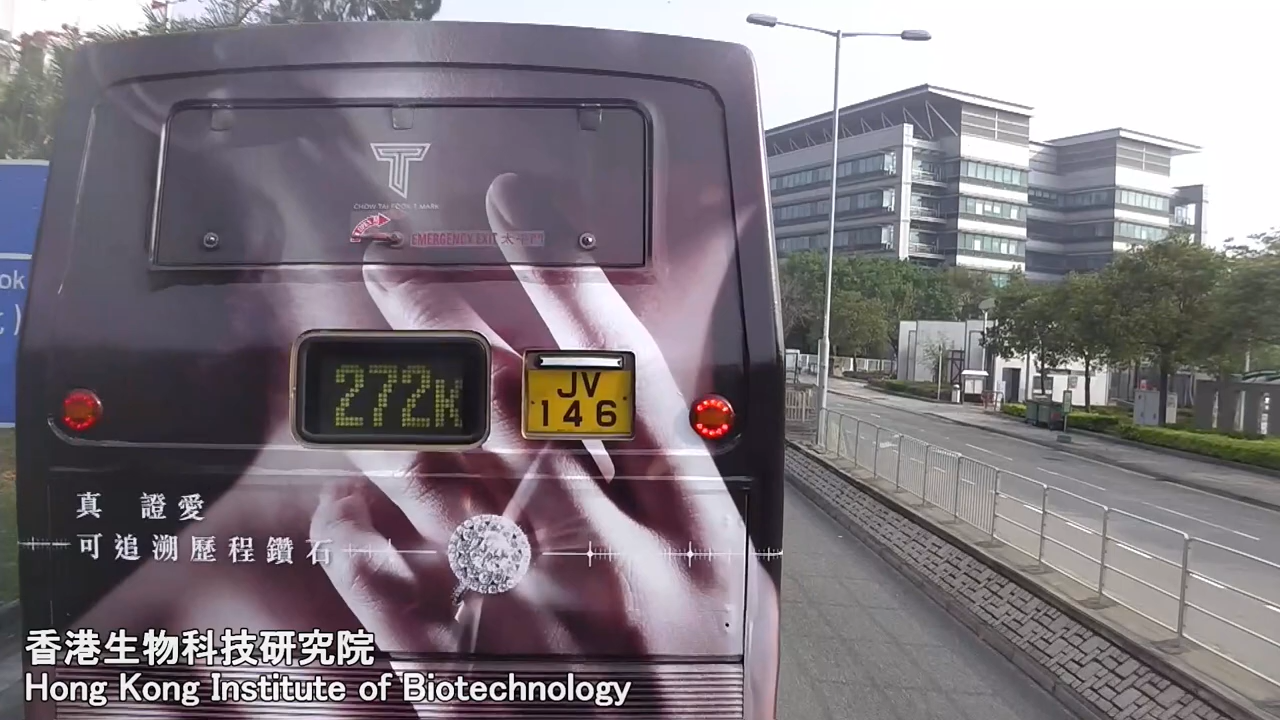 CHOW TAI FOOK T MARK
EMERGENCY EXIT 太平門
ok
272K
JV
146
真 證愛
可追溯歷程鑽石
香港生物科技研究院
Hong Kong Institute of Biotechnology